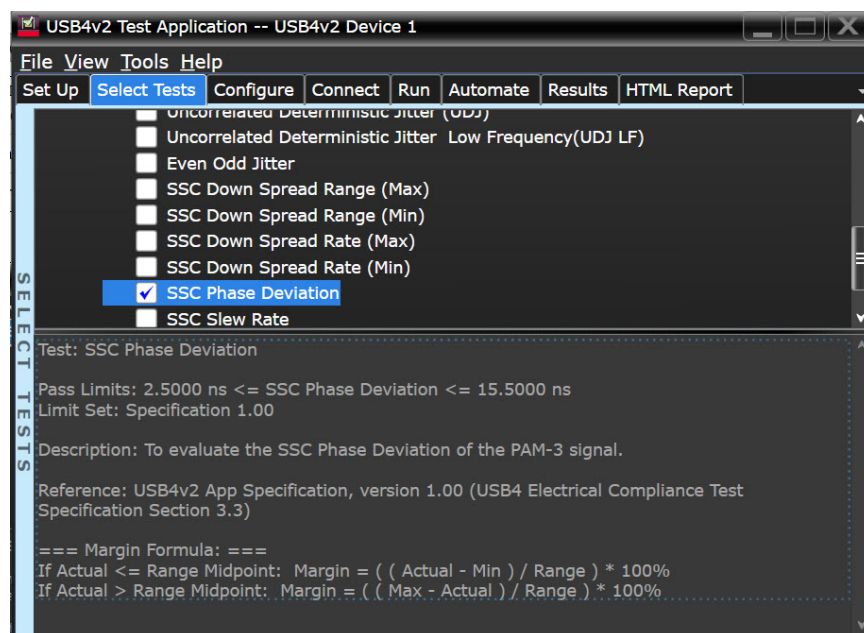 USB4v2 Test Application -- USB4v2 Device 1
File View Tools Help
Set Up Select Tests Configure Connect Run Automate Results HTML Report
Uncorrelated Deterministic Jitter (UDJ)
Uncorrelated Deterministic Jitter Low Frequency(UDJ LF)
Even Odd Jitter
SSC Down Spread Range (Max)
SSC Down Spread Range (Min)
SSC Down Spread Rate (Max)
SSC Down Spread Rate (Min)
SSC Phase Deviation
SSC Slew Rate
SELECT TESTS
Test: SSC Phase Deviation
Pass Limits: 2.5000 ns <= SSC Phase Deviation <= 15.5000 ns
Limit Set: Specification 1.00
Description: To evaluate the SSC Phase Deviation of the PAM-3 signal.
Reference: USB4v2 App Specification, version 1.00 (USB4 Electrical Compliance Test
Specification Section 3.3)
=== Margin Formula: ===
If Actual <= Range Midpoint: Margin = ( ( Actual - Min ) / Range ) * 100%
If Actual > Range Midpoint: Margin = ( ( Max - Actual ) / Range ) * 100%